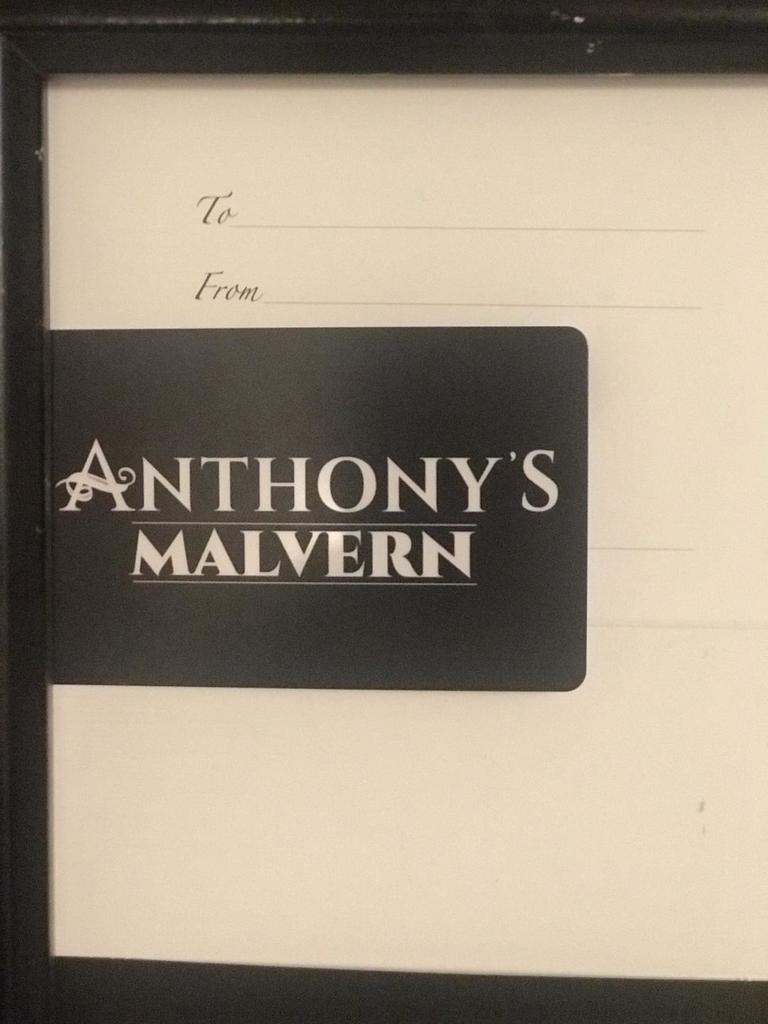 To
From
ANTHONY'S
MALVERN